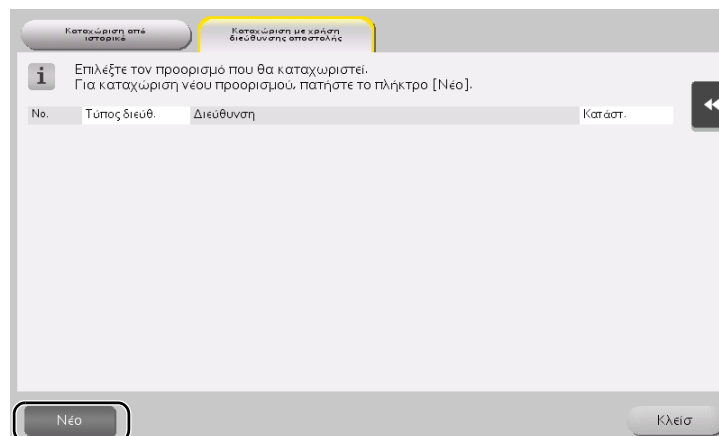 Καταχώριση από
ιστορικό
Καταχώριση με χρήση
διεύθυνσης αποστολής
i
Επιλέξτε τον προορισμό που θα καταχωριστεί.
Για καταχώριση νέου προορισμού, πατήστε το πλήκτρο [Νέο].
No. Τύπος διεύθ. Διεύθυνση Κατάστ.
Νέο Κλείσ